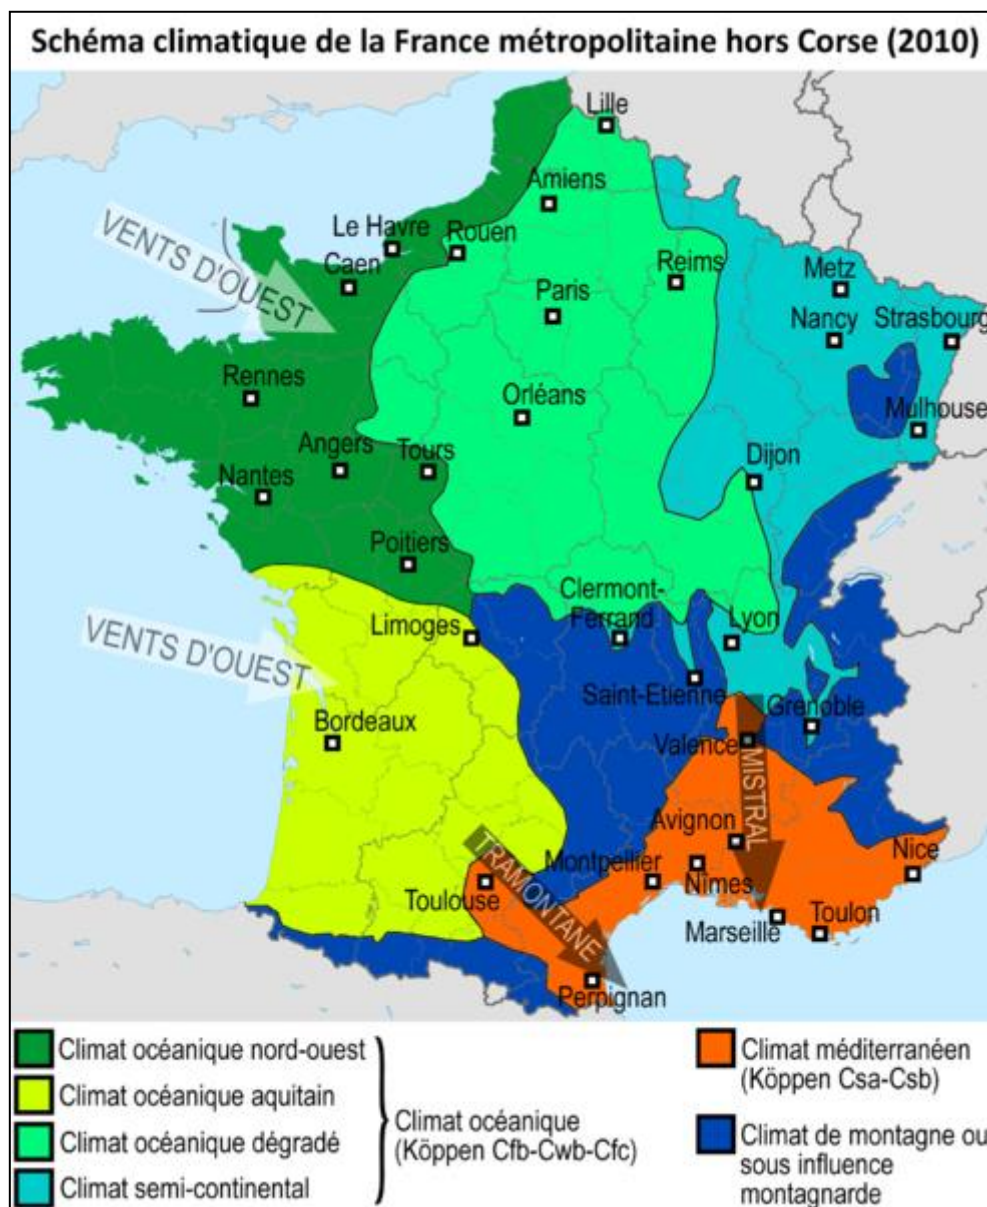 Schéma climatique de la France métropolitaine hors Corse (2010)
Lille
Amiens
VENTS D'OUEST
Le Havre
Rouen
Caen
Reims
Metz
Paris
Nancy
Strasbourg
Rennes
Orléans
Mulhouse
Angers
Tours
Dijon
Nantes
Poitiers
Clermont-
Ferrand
Lyon
Limoges
VENTS D'OUEST
Saint-Etienne
Grenoble
Bordeaux
Valence
MISTRAL
Avignon
TRAMONTANE
Montpellier
Nîmes
Nice
Toulouse
Marseille
Toulon
Perpignan
Climat océanique nord-ouest
Climat océanique aquitain
Climat océanique dégradé
Climat semi-continental
Climat océanique
(Köppen Cfb-Cwb-Cfc)
Climat méditerranéen
(Köppen Csa-Csb)
Climat de montagne ou
sous influence
montagnarde